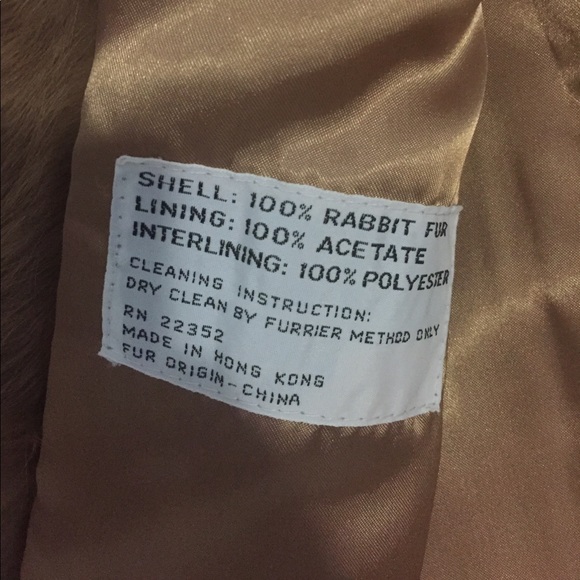 SHELL: 100% RABBIT FUR
LINING: 100% ACETATE
INTERLINING: 100% POLYESTER
CLEANING INSTRUCTION:
DRY CLEAN BY FURRIER METHOD ONLY
RN 22352
MADE IN HONG KONG
FUR ORIGIN-CHINA